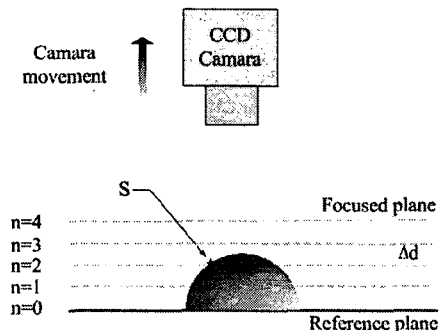 Camara
movement
CCD
Camara
S
Focused plane
n=4
n=3
Δd
n=2
n=1
n=0
Reference plane